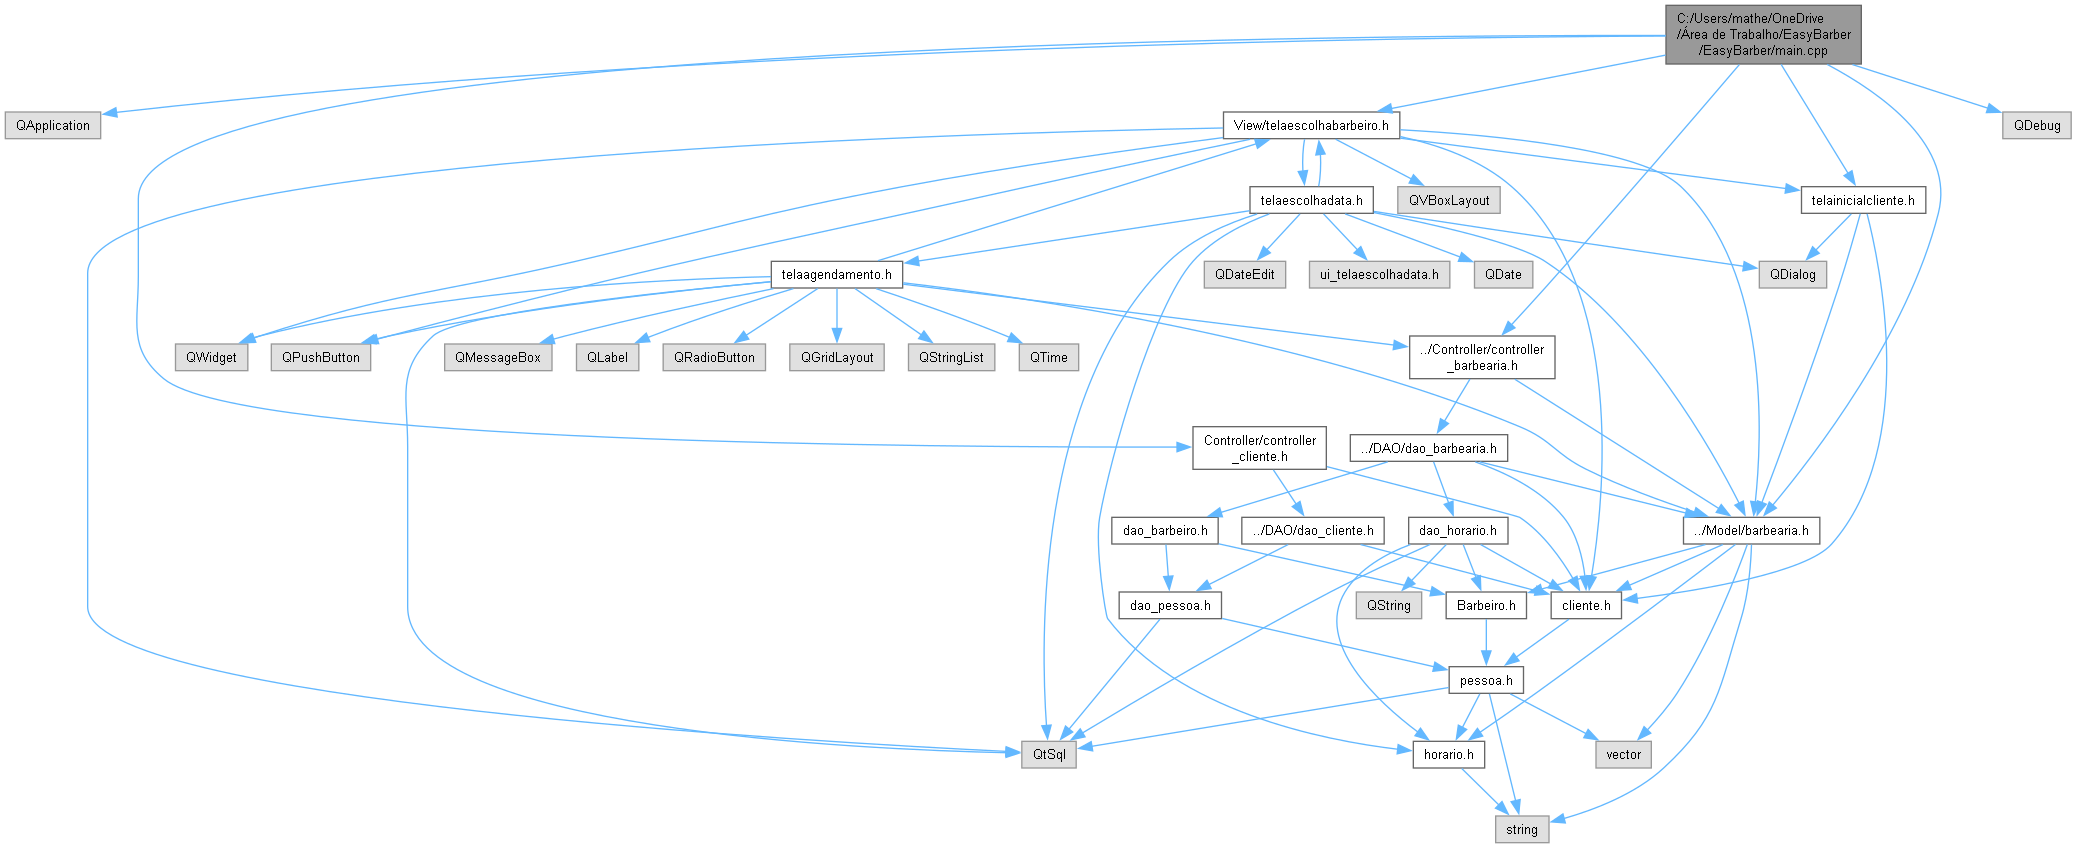 C:/Users/mathe/OneDrive
/Área de Trabalho/EasyBarber
/EasyBarber/main.cpp
QApplication
View/telaescolhabarbeiro.h
QDebug
telaescolhadata.h
QVBoxLayout
telainicialcliente.h
telaagendamento.h
QDateEdit
ui_telaescolhadata.h
QDate
QDialog
QWidget
QPushButton
QMessageBox
QLabel
QRadioButton
QGridLayout
QStringList
QTime
../Controller/controller
_barbearia.h
Controller/controller
_cliente.h
../DAO/dao_barbearia.h
dao_barbeiro.h
../DAO/dao_cliente.h
dao_horario.h
../Model/barbearia.h
dao_pessoa.h
QString
Barbeiro.h
cliente.h
pessoa.h
QtSql
horario.h
vector
string